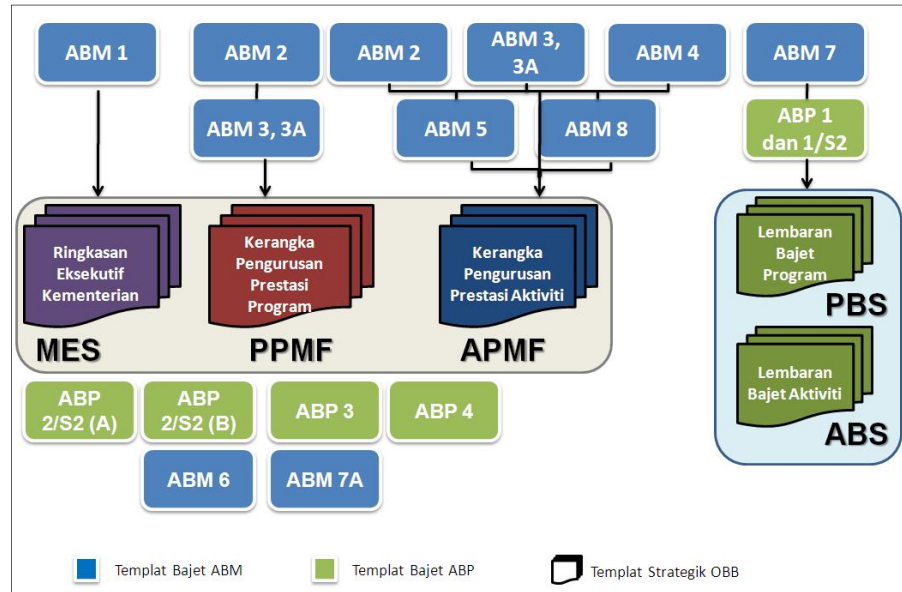 ABM 1
ABM 2
ABM 2
ABM 3,
3A
ABM 4
ABM 7
ABM 3, 3A
ABM 5
ABM 8
ABP 1
dan 1/S2
Ringkasan
Eksekutif
Kementerian
MES
Kerangka
Pengurusan
Prestasi
Program
PPMF
Kerangka
Pengurusan
Prestasi Aktiviti
APMF
Lembaran
Bajet
Program
PBS
Lembaran
Bajet Aktiviti
ABS
ABP
2/S2 (A)
ABP
2/S2 (B)
ABP 3
ABP 4
ABM 6
ABM 7A
Templat Bajet ABM
Templat Bajet ABP
Templat Strategik OBB